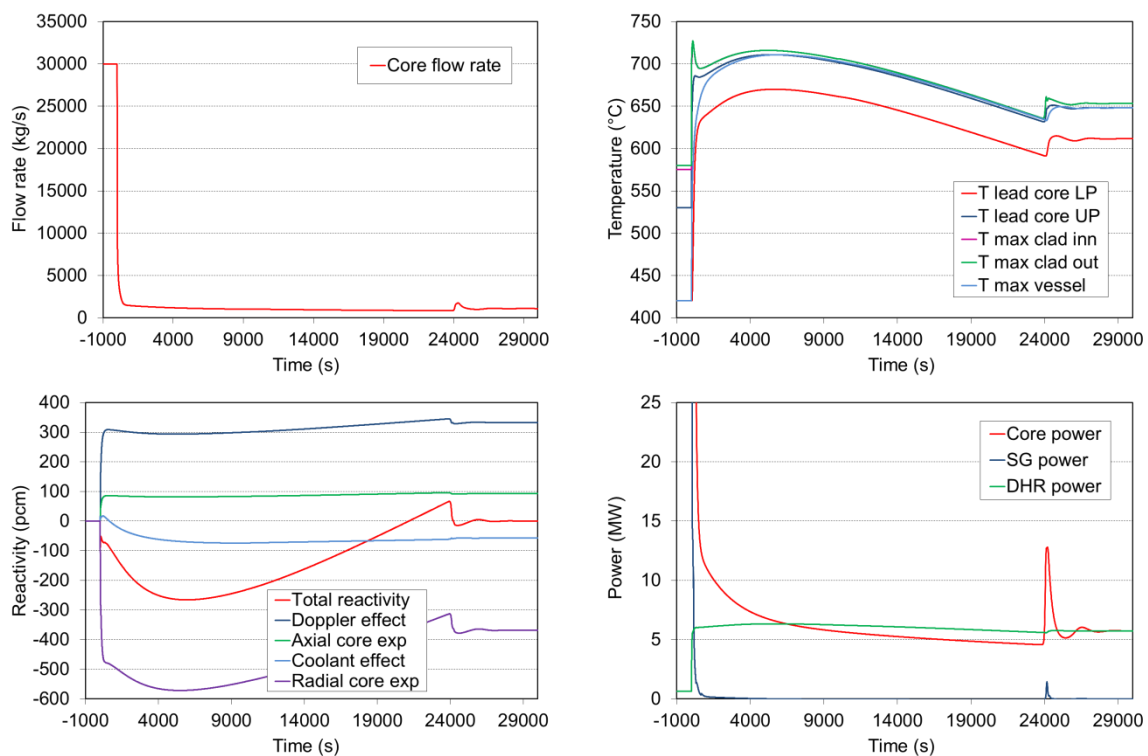 35000
30000
25000
20000
15000
10000
5000
0
Flow rate (kg/s)
Core flow rate
-1000 4000 9000 14000 19000 24000 29000
Time (s)
750
700
650
600
550
500
450
400
Temperature (°C)
T lead core LP
T lead core UP
T max clad inn
T max clad out
T max vessel
-1000 4000 9000 14000 19000 24000 29000
Time (s)
400
300
200
100
0
-100
-200
-300
-400
-500
-600
Reactivity (pcm)
Total reactivity
Doppler effect
Axial core exp
Coolant effect
Radial core exp
-1000 4000 9000 14000 19000 24000 29000
Time (s)
25
20
15
10
5
0
Power (MW)
Core power
SG power
DHR power
-1000 4000 9000 14000 19000 24000 29000
Time (s)